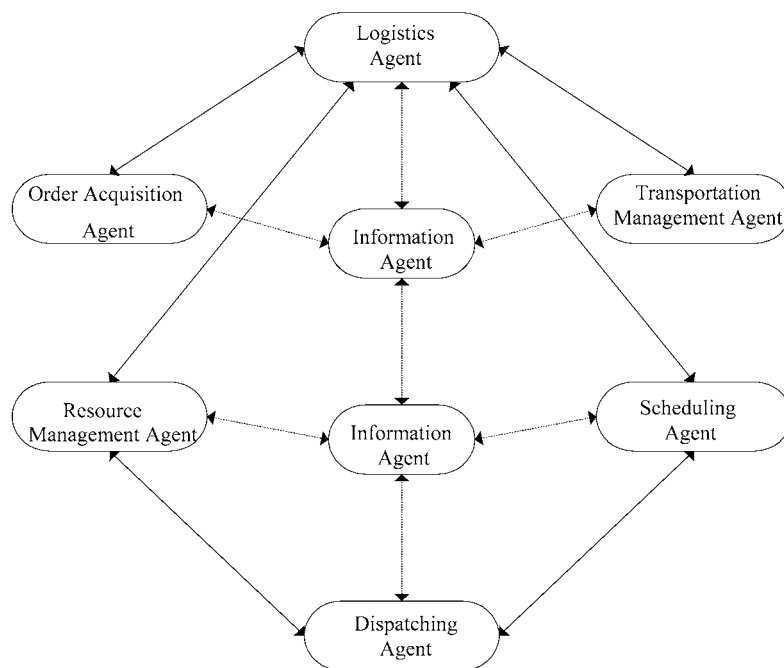 Logistics
Agent
Order Acquisition
Agent
Transportation
Management Agent
Information
Agent
Resource
Management Agent
Scheduling
Agent
Information
Agent
Dispatching
Agent